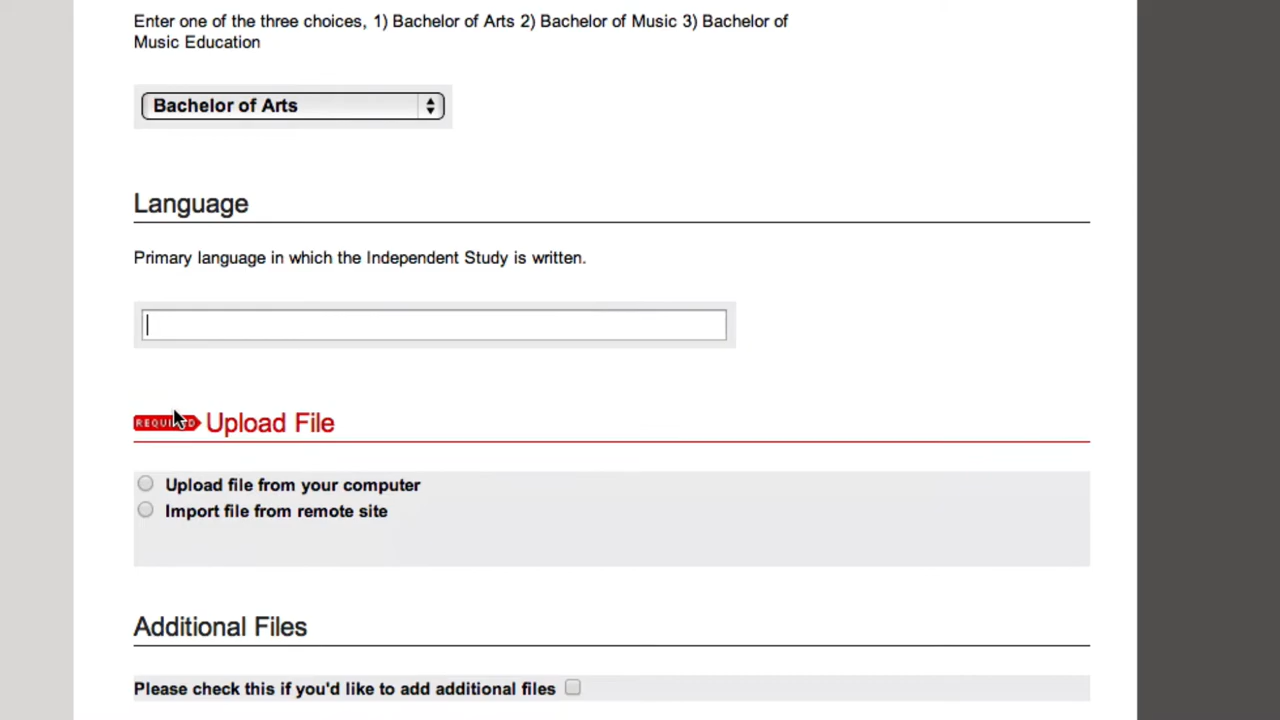 Enter one of the three choices, 1) Bachelor of Arts 2) Bachelor of Music 3) Bachelor of
Music Education
Bachelor of Arts
Language
Primary language in which the Independent Study is written.
REQUIRED Upload File
Upload file from your computer
Import file from remote site
Additional Files
Please check this if you'd like to add additional files